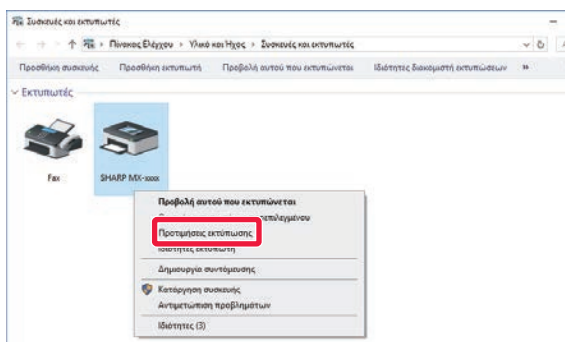 Συσκευές και εκτυπωτές
Πίνακας Ελέγχου › Υλικό και Ήχος › Συσκευές και εκτυπωτές
Προσθήκη συσκευής Προσθήκη εκτυπωτή Προβολή αυτού που εκτυπώνεται Ιδιότητες διακομιστή εκτυπώσεων »
Εκτυπωτές
Fax SHARP MX-xxxx
Προβολή αυτού που εκτυπώνεται
Προτιμήσεις εκτύπωσης
Ιδιότητες εκτυπωτή
Δημιουργία συντόμευσης
Κατάργηση συσκευής
Αντιμετώπιση προβλημάτων
Ιδιότητες (3)